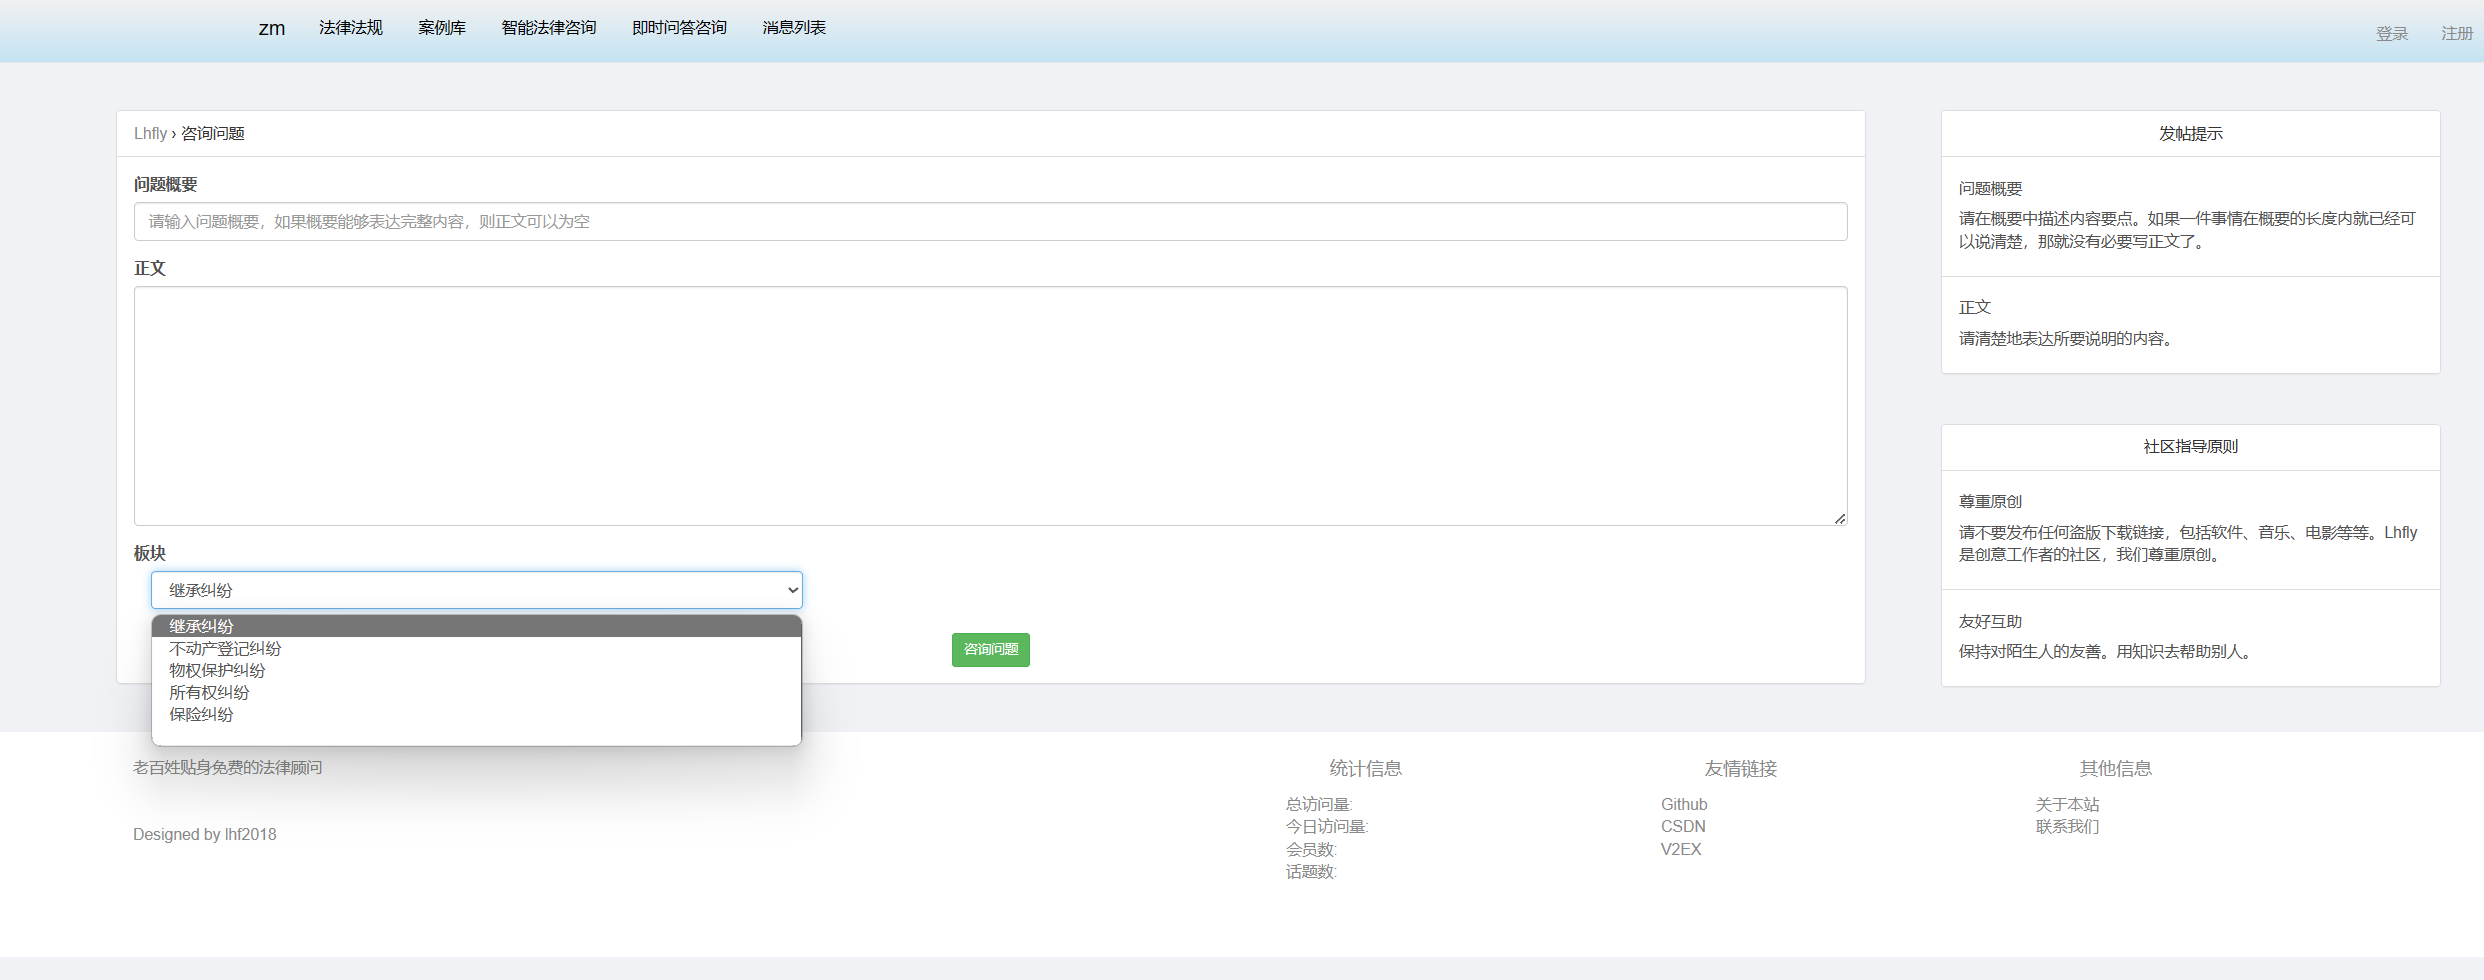 zm 法律法规 案例库 智能法律咨询 即时问答咨询 消息列表 登录 注册
Lhfly › 咨询问题
问题概要
请输入问题概要，如果概要能够表达完整内容，则正文可以为空
正文
板块
继承纠纷
继承纠纷
不动产登记纠纷
物权保护纠纷
所有权纠纷
保险纠纷
咨询问题
发帖提示
问题概要
请在概要中描述内容要点。如果一件事情在概要的长度内就已经可
以说清楚，那就没有必要写正文了。
正文
请清楚地表达所要说明的内容。
社区指导原则
尊重原创
请不要发布任何盗版下载链接，包括软件、音乐、电影等等。Lhfly
是创意工作者的社区，我们尊重原创。
友好互助
保持对陌生人的友善。用知识去帮助别人。
老百姓贴身免费的法律顾问
Designed by lhf2018
统计信息
总访问量:
今日访问量:
会员数:
话题数:
友情链接
Github
CSDN
V2EX
其他信息
关于本站
联系我们